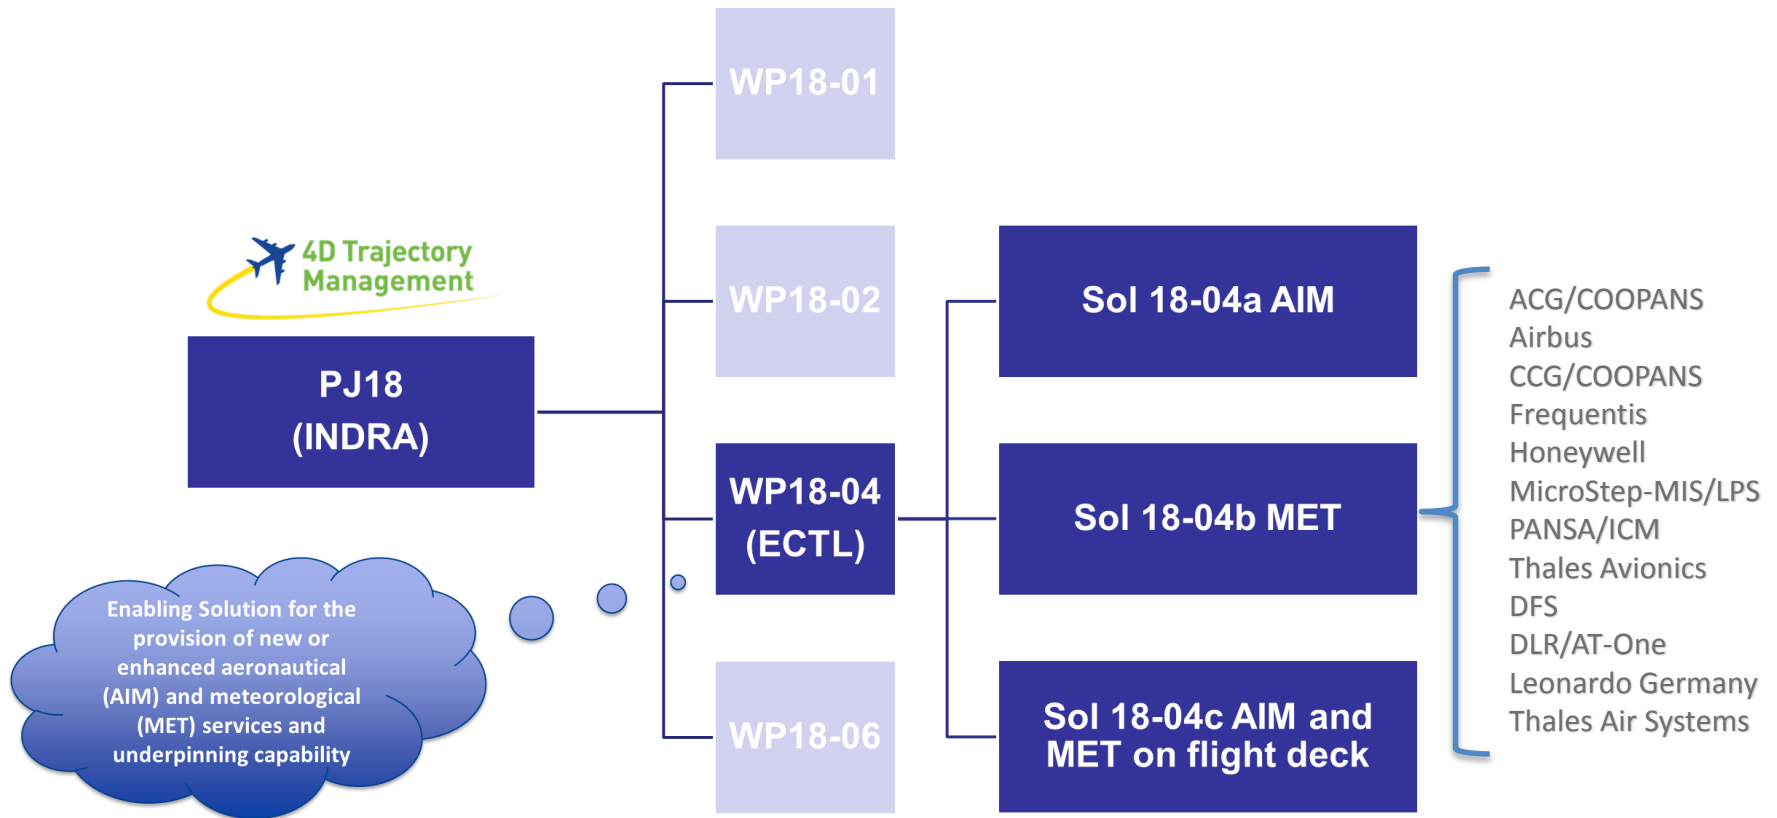 4D Trajectory
Management
PJ18
(INDRA)
WP18-01
WP18-02
WP18-04
(ECTL)
WP18-06
Enabling Solution for the
provision of new or
enhanced aeronautical
(AIM) and meteorological
(MET) services and
underpinning capability
Sol 18-04a AIM
Sol 18-04b MET
Sol 18-04c AIM and
MET on flight deck
ACG/COOPANS
Airbus
CCG/COOPANS
Frequentis
Honeywell
MicroStep-MIS/LPS
PANSA/ICM
Thales Avionics
DFS
DLR/AT-One
Leonardo Germany
Thales Air Systems